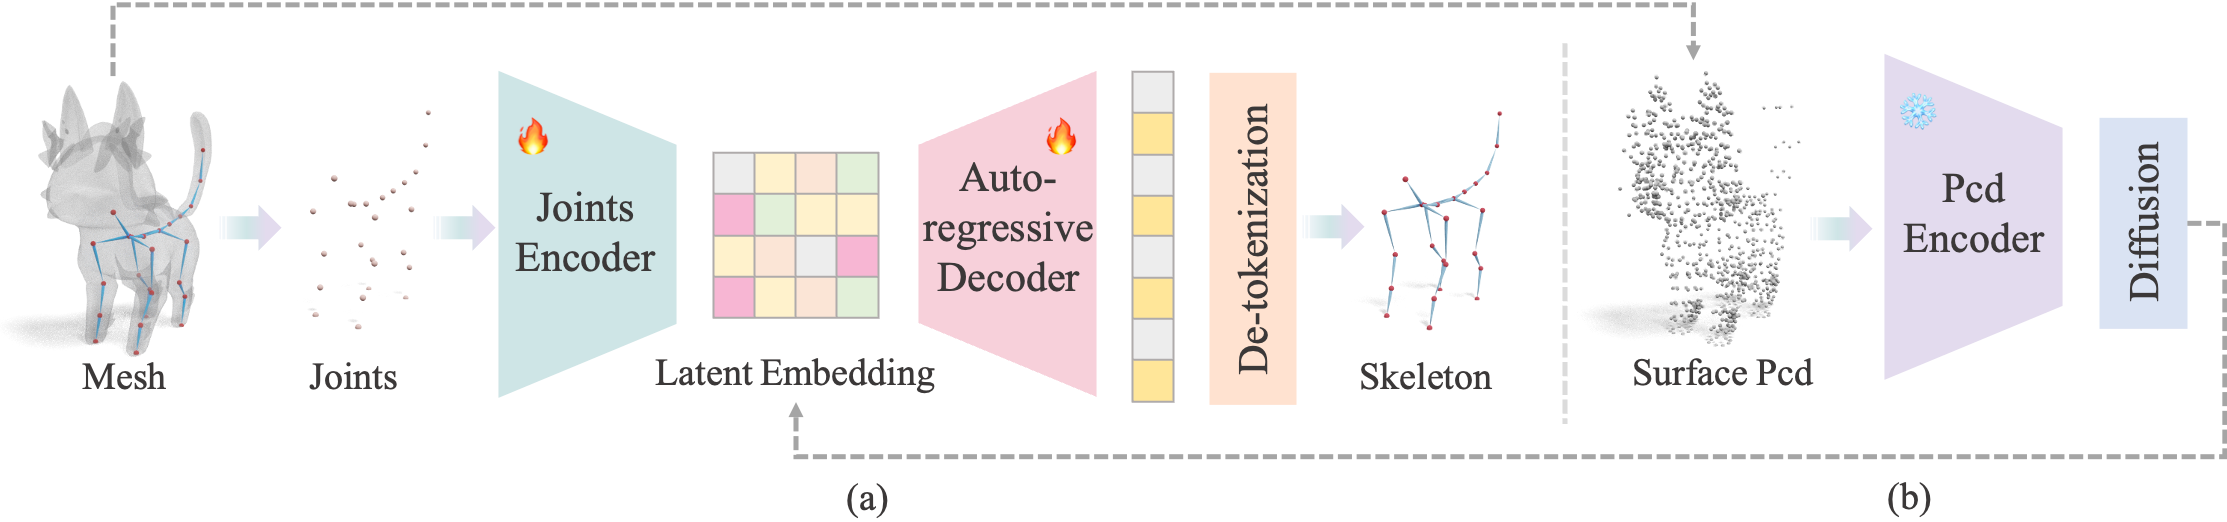 Mesh
Joints
Joints
Encoder
Latent Embedding
Auto-
regressive
Decoder
De-tokenization
Skeleton
Surface Pcd
Pcd
Encoder
Diffusion
(a)
(b)